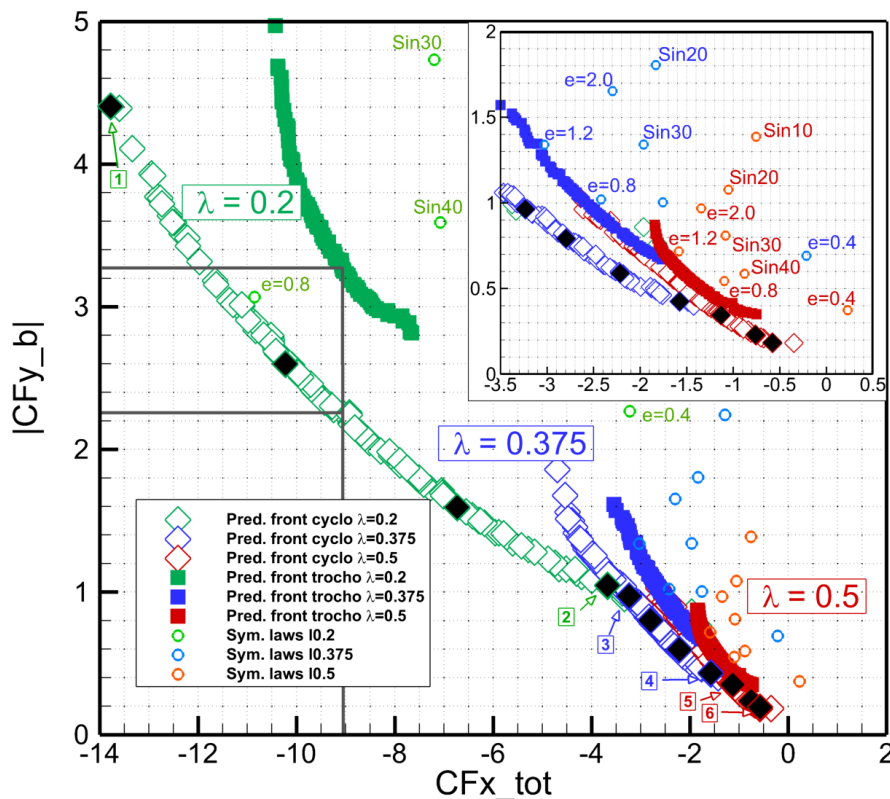 5
4
3
2
1
0
|CFy_b|
-14
-12
-10
-8
-6
-4
-2
0
2
CFx_tot
Sin30
Sin40
e=0.8
e=0.4
λ = 0.2
λ = 0.375
λ = 0.5
1
2
3
4
5
6
Pred. front cyclo λ=0.2
Pred. front cyclo λ=0.375
Pred. front cyclo λ=0.5
Pred. front trocho λ=0.2
Pred. front trocho λ=0.375
Pred. front trocho λ=0.5
Sym. laws l0.2
Sym. laws l0.375
Sym. laws l0.5
2
1.5
1
0.5
0
-3.5
-3
-2.5
-2
-1.5
-1
-0.5
0
0.5
Sin20
e=2.0
e=1.2
Sin30
e=0.8
Sin10
Sin20
e=2.0
e=1.2
Sin30
Sin40
e=0.8
e=0.4
e=0.4